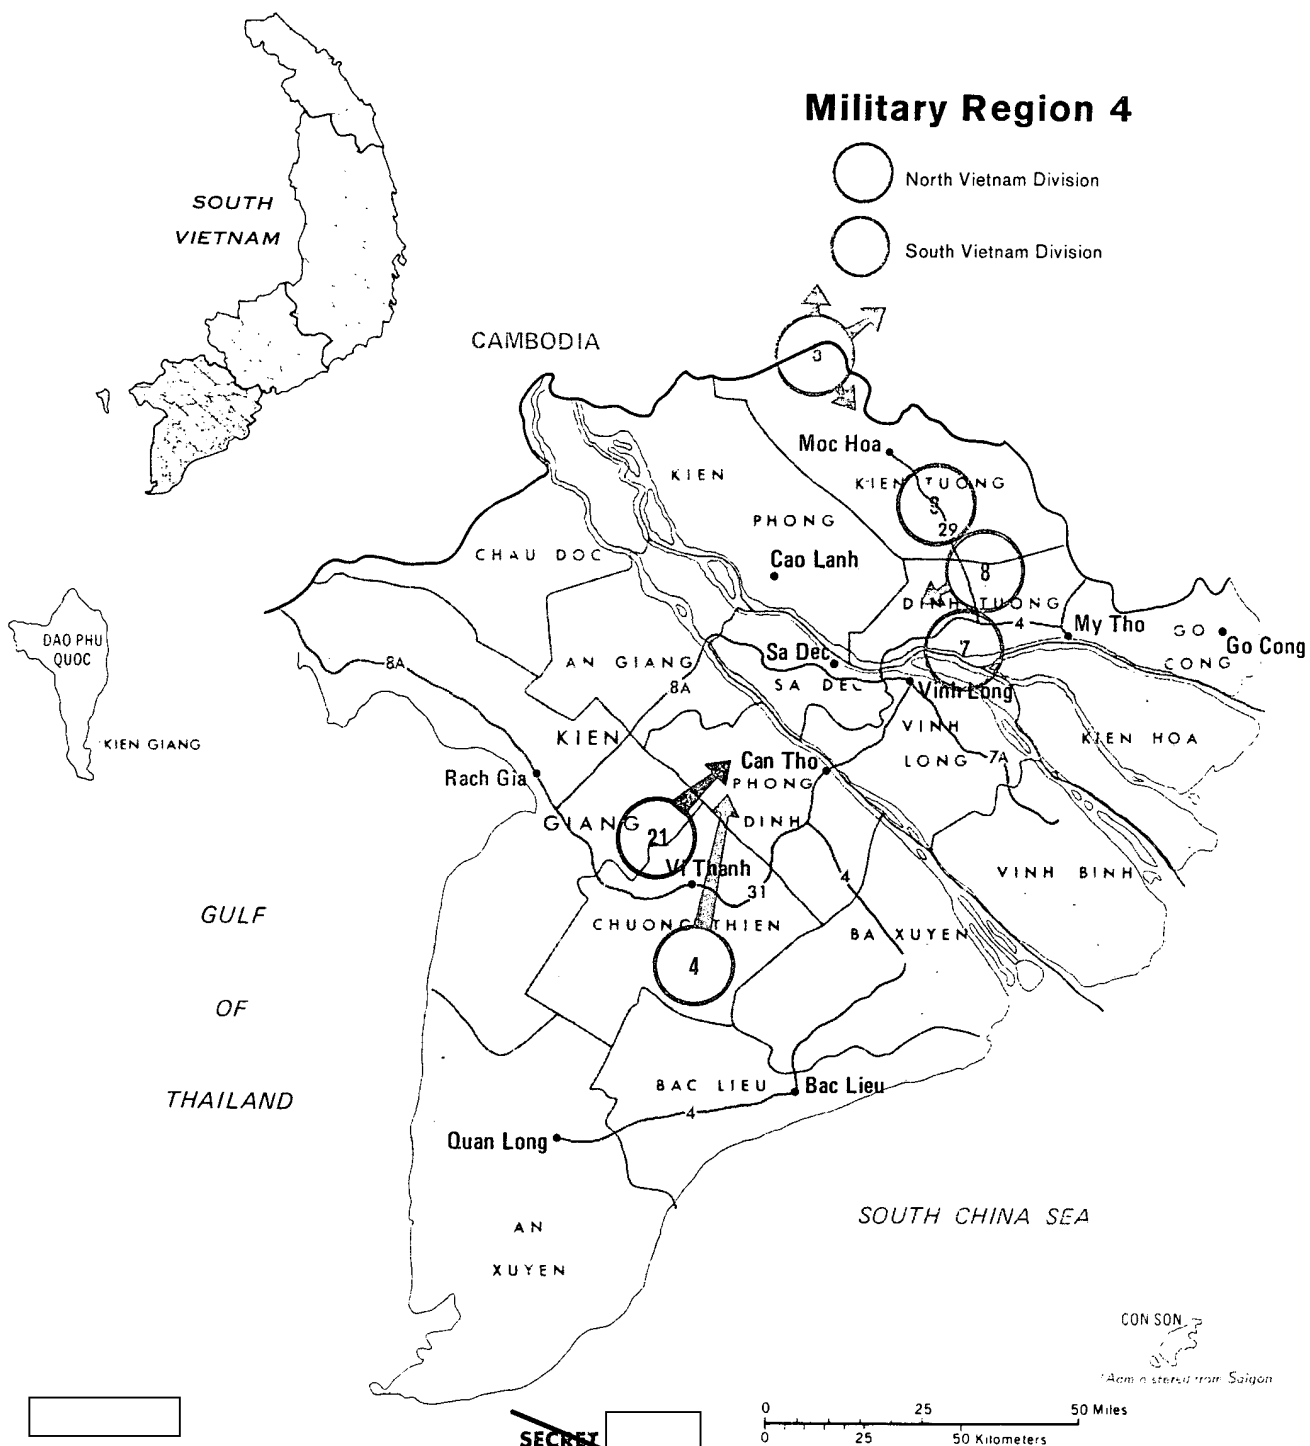 Military Region 4
North Vietnam Division
South Vietnam Division
SOUTH
VIETNAM
CAMBODIA
3
Moc Hoa
KIEN
KIEN TUONG
PHONG
29
CHAU DOC
Cao Lanh
8
DINH TUONG
4
My Tho
GO
CONG
Go Cong
DAO PHU
QUOC
8A
AN GIANG
Sa Dec
7
8A
SA DEC
Vinh Long
KIEN
VINH
LONG
7A
KIEN HOA
KIEN GIANG
Rach Gia
Can Tho
PHONG
GIANG
21
DINH
Vi Thanh
31
4
VINH BINH
GULF
CHUONG THIEN
BA XUYEN
4
OF
THAILAND
BAC LIEU
Bac Lieu
4
Quan Long
SOUTH CHINA SEA
AN
XUYEN
CON SON
from Saigon
0 25 50 Miles
0 50 Kilometers
SECRET